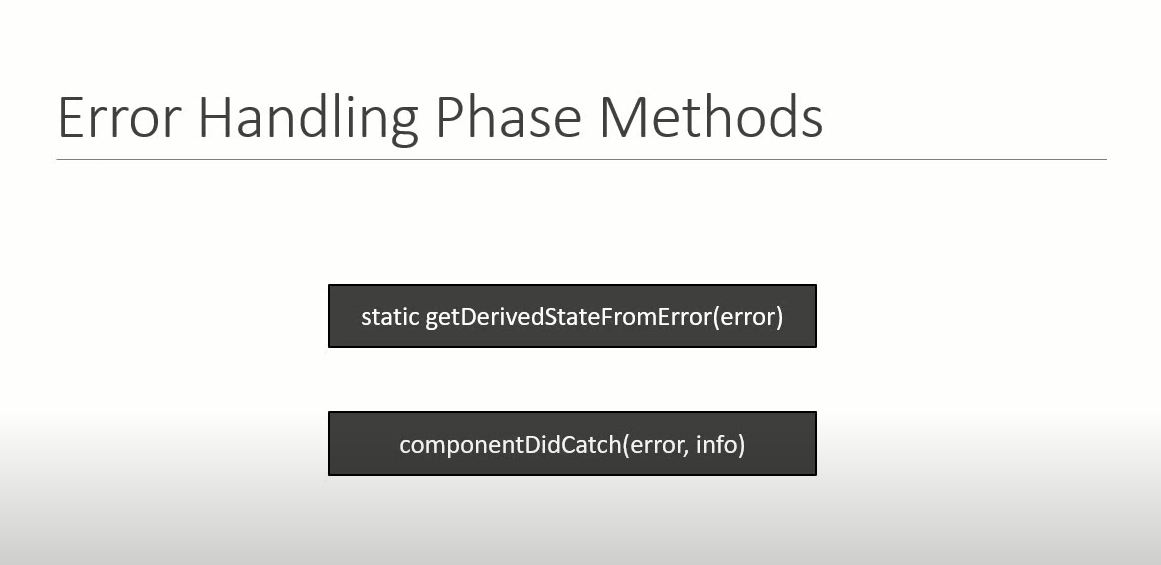 Error Handling Phase Methods
static getDerivedStateFromError(error)
componentDidCatch(error, info)